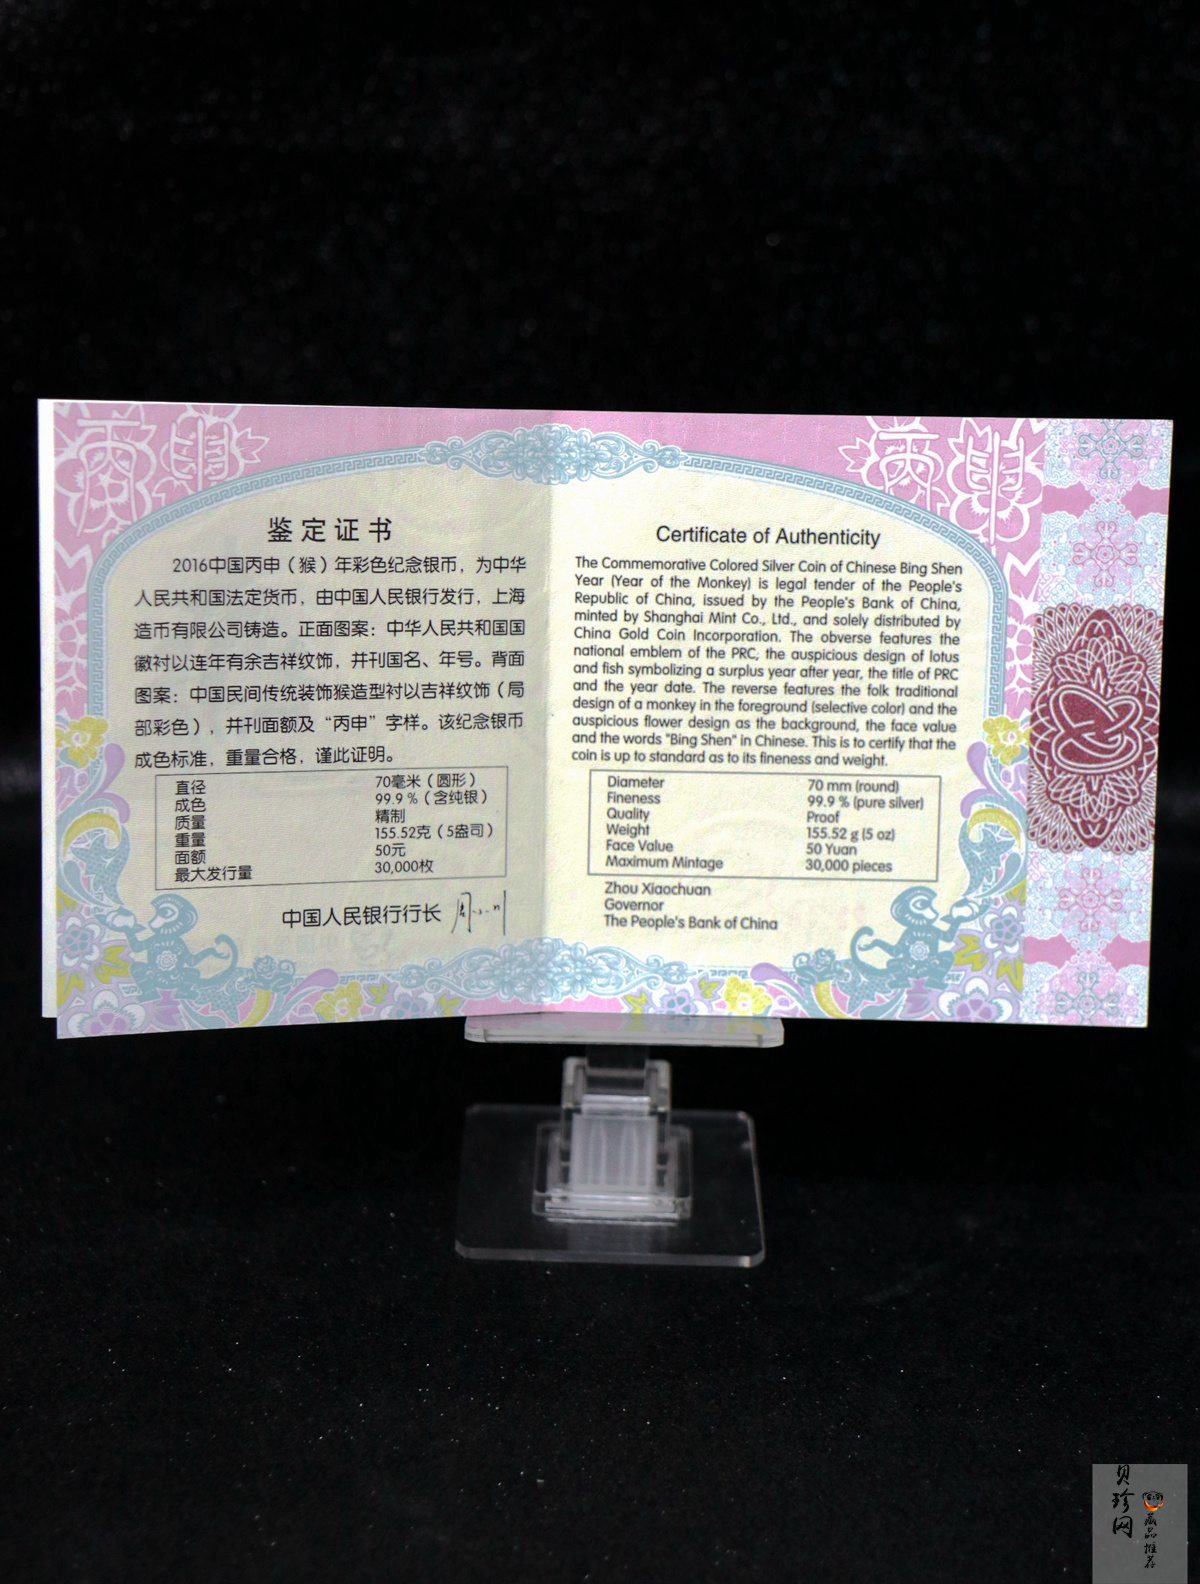 鉴定证书
2016中国丙申（猴）年彩色纪念银币，为中华
人民共和国法定货币，由中国人民银行发行，上海
造币有限公司铸造。正面图案：中华人民共和国国
徽衬以连年有余吉祥纹饰，并刊国名、年号。背面
图案：中国民间传统装饰猴造型衬以吉祥纹饰（局
部彩色），并刊面额及“丙申”字样。该纪念银币
成色标准，重量合格，谨此证明。
直径 70毫米（圆形）
成色 99.9％（含纯银）
质量 精制
重量 155.52克（5盎司）
面额 50元
最大发行量 30,000枚
中国人民银行行长
Certificate of Authenticity
The Commemorative Colored Silver Coin of Chinese Bing Shen
Year (Year of the Monkey) is legal tender of the People's
Republic of China, issued by the People's Bank of China,
minted by Shanghai Mint Co., Ltd., and solely distributed by
China Gold Coin Incorporation. The obverse features the
national emblem of the PRC, the auspicious design of lotus
and fish symbolizing a surplus year after year, the title of PRC
and the year date. The reverse features the folk traditional
design of a monkey in the foreground (selective color) and the
auspicious flower design as the background, the face value
and the words "Bing Shen" in Chinese. This is to certify that the
coin is up to standard as to its fineness and weight.
Diameter 70 mm (round)
Fineness 99.9 % (pure silver)
Quality Proof
Weight 155.52 g (5 oz)
Face Value 50 Yuan
Maximum Mintage 30,000 pieces
Zhou Xiaochuan
Governor
The People's Bank of China
丙申
丙申
贝珍网
藏品推荐